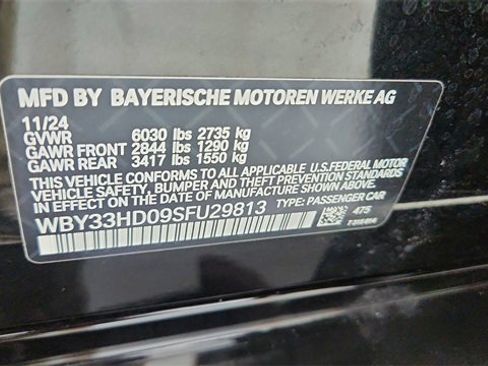 MFD BY BAYERISCHE MOTOREN WERKE AG
11/24
GVWR 6030 lbs 2735 kg
GAWR FRONT 2844 lbs 1290 kg
GAWR REAR 3417 lbs 1550 kg
THIS VEHICLE CONFORMS TO ALL APPLICABLE U.S.FEDERAL MOTOR
VEHICLE SAFETY, BUMPER AND THEFT PREVENTION STANDARDS
IN EFFECT ON THE DATE OF MANUFACTURE SHOWN ABOVE.
WBY33HD09SFU29813 TYPE: PASSENGER CAR
475